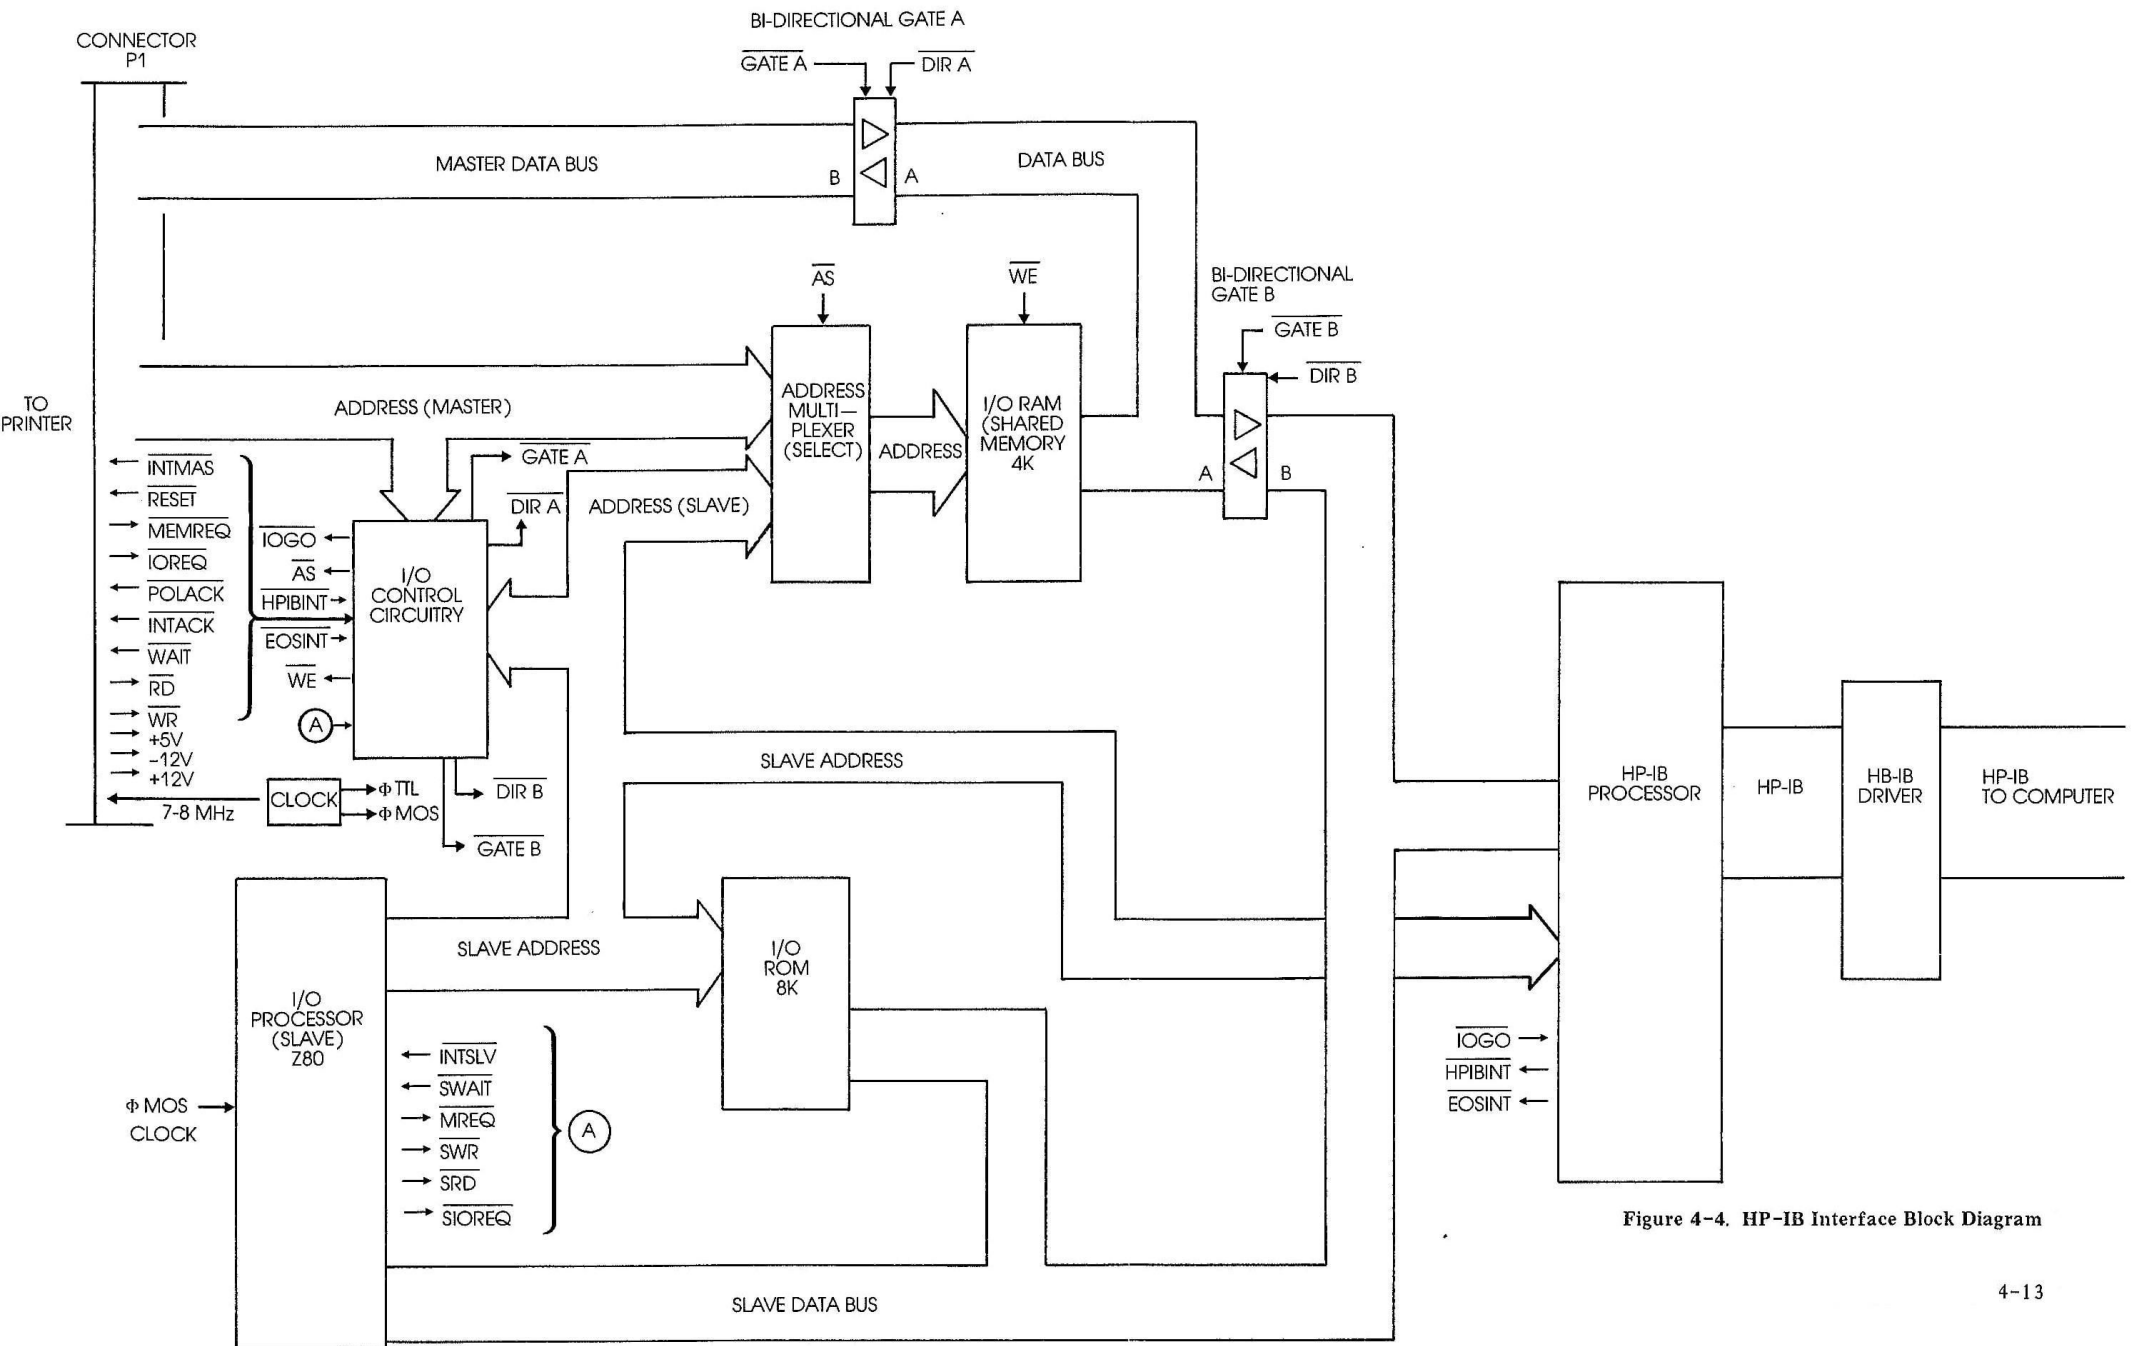 BI-DIRECTIONAL GATE A
CONNECTOR
P1
GATE A
DIR A
MASTER DATA BUS
B
A
DATA BUS
AS
WE
BI-DIRECTIONAL
GATE B
GATE B
DIR B
TO
PRINTER
ADDRESS (MASTER)
ADDRESS
MULTI—
PLEXER
(SELECT)
ADDRESS
I/O RAM
(SHARED
MEMORY
4K
A
B
GATE A
DIR A
ADDRESS (SLAVE)
INTMAS
RESET
MEMREQ
IOREQ
POLACK
INTACK
WAIT
RD
WR
+5V
-12V
+12V
IOGO
AS
HPIBINT
EOSINT
WE
A
I/O
CONTROL
CIRCUITRY
7-8 MHz
CLOCK
Φ TTL
Φ MOS
DIR B
GATE B
SLAVE ADDRESS
HP-IB
PROCESSOR
HP-IB
HB-IB
DRIVER
HP-IB
TO COMPUTER
SLAVE ADDRESS
I/O
ROM
8K
I/O
PROCESSOR
(SLAVE)
Z80
Φ MOS
CLOCK
INTSLV
SWAIT
MREQ
SWR
SRD
SIOREQ
A
IOGO
HPIBINT
EOSINT
SLAVE DATA BUS
Figure 4-4. HP-IB Interface Block Diagram
4-13